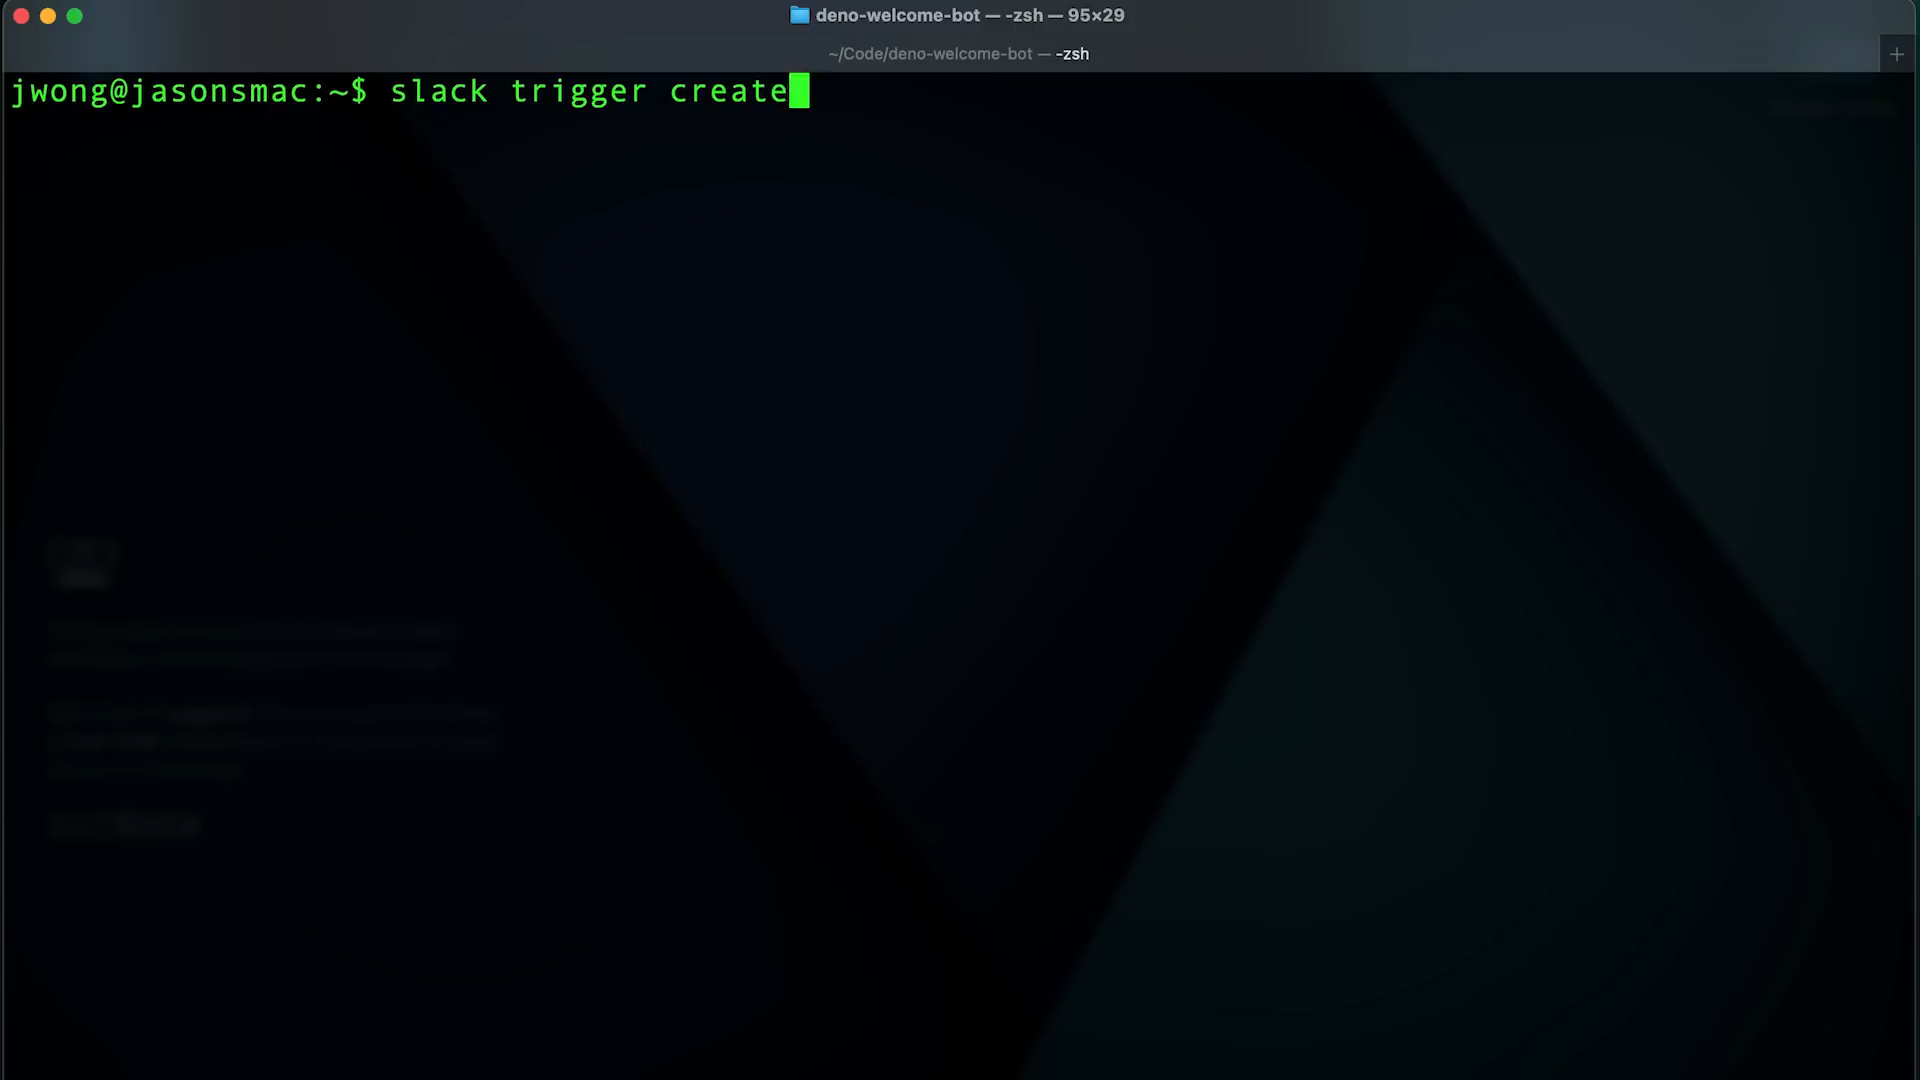 deno-welcome-bot — -zsh — 95×29
~/Code/deno-welcome-bot — -zsh
+
jwong@jasonsmac:~$ slack trigger create